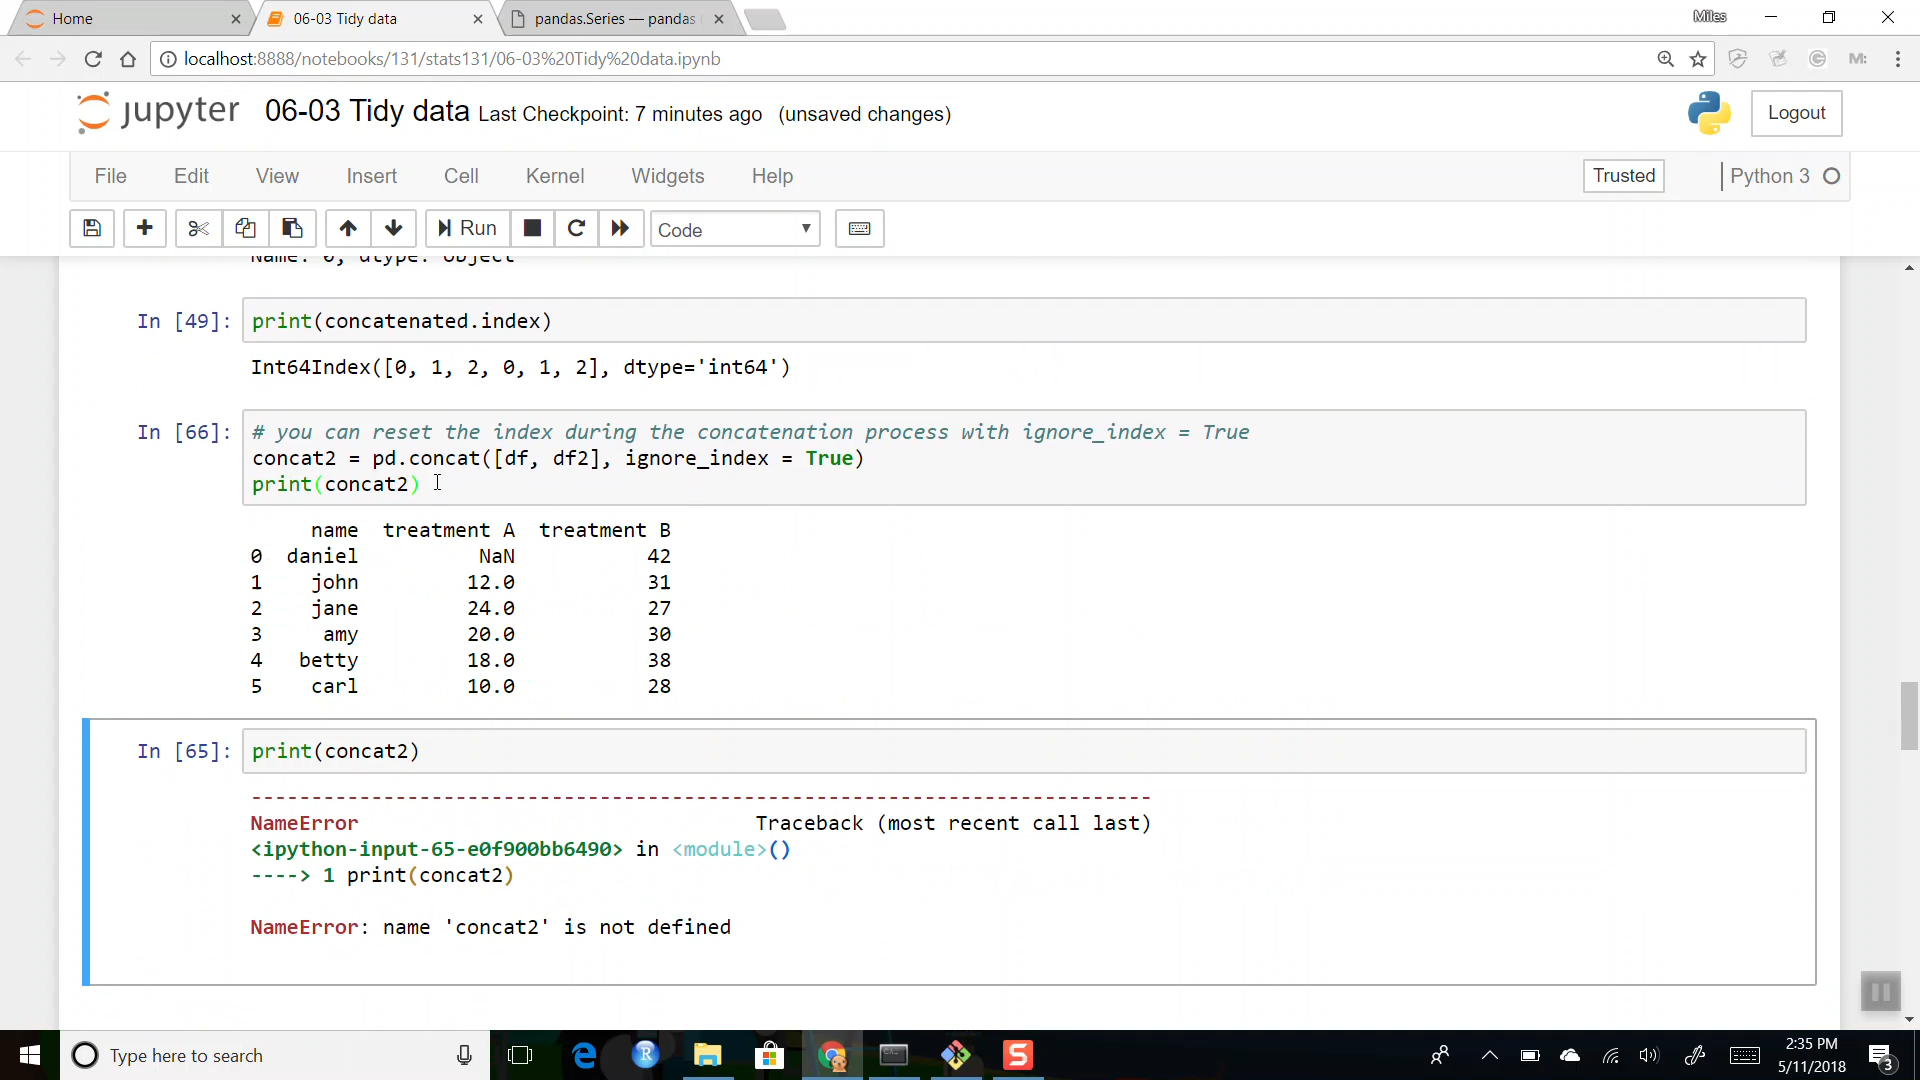 Home
06-03 Tidy data
pandas.Series — pandas
localhost:8888/notebooks/131/stats131/06-03%20Tidy%20data.ipynb
Miles
jupyter 06-03 Tidy data Last Checkpoint: 7 minutes ago (unsaved changes)
Logout
File Edit View Insert Cell Kernel Widgets Help
Trusted
Python 3
Run
Code
Name: 0, dtype: object
In [49]: print(concatenated.index)
Int64Index([0, 1, 2, 0, 1, 2], dtype='int64')
In [66]: # you can reset the index during the concatenation process with ignore_index = True
concat2 = pd.concat([df, df2], ignore_index = True)
print(concat2)
name treatment A treatment B
0 daniel NaN 42
1 john 12.0 31
2 jane 24.0 27
3 amy 20.0 30
4 betty 18.0 38
5 carl 10.0 28
In [65]: print(concat2)
---------------------------------------------------------------------------
NameError Traceback (most recent call last)
<ipython-input-65-e0f900bb6490> in <module>()
----> 1 print(concat2)
NameError: name 'concat2' is not defined
Type here to search
2:35 PM
5/11/2018
3